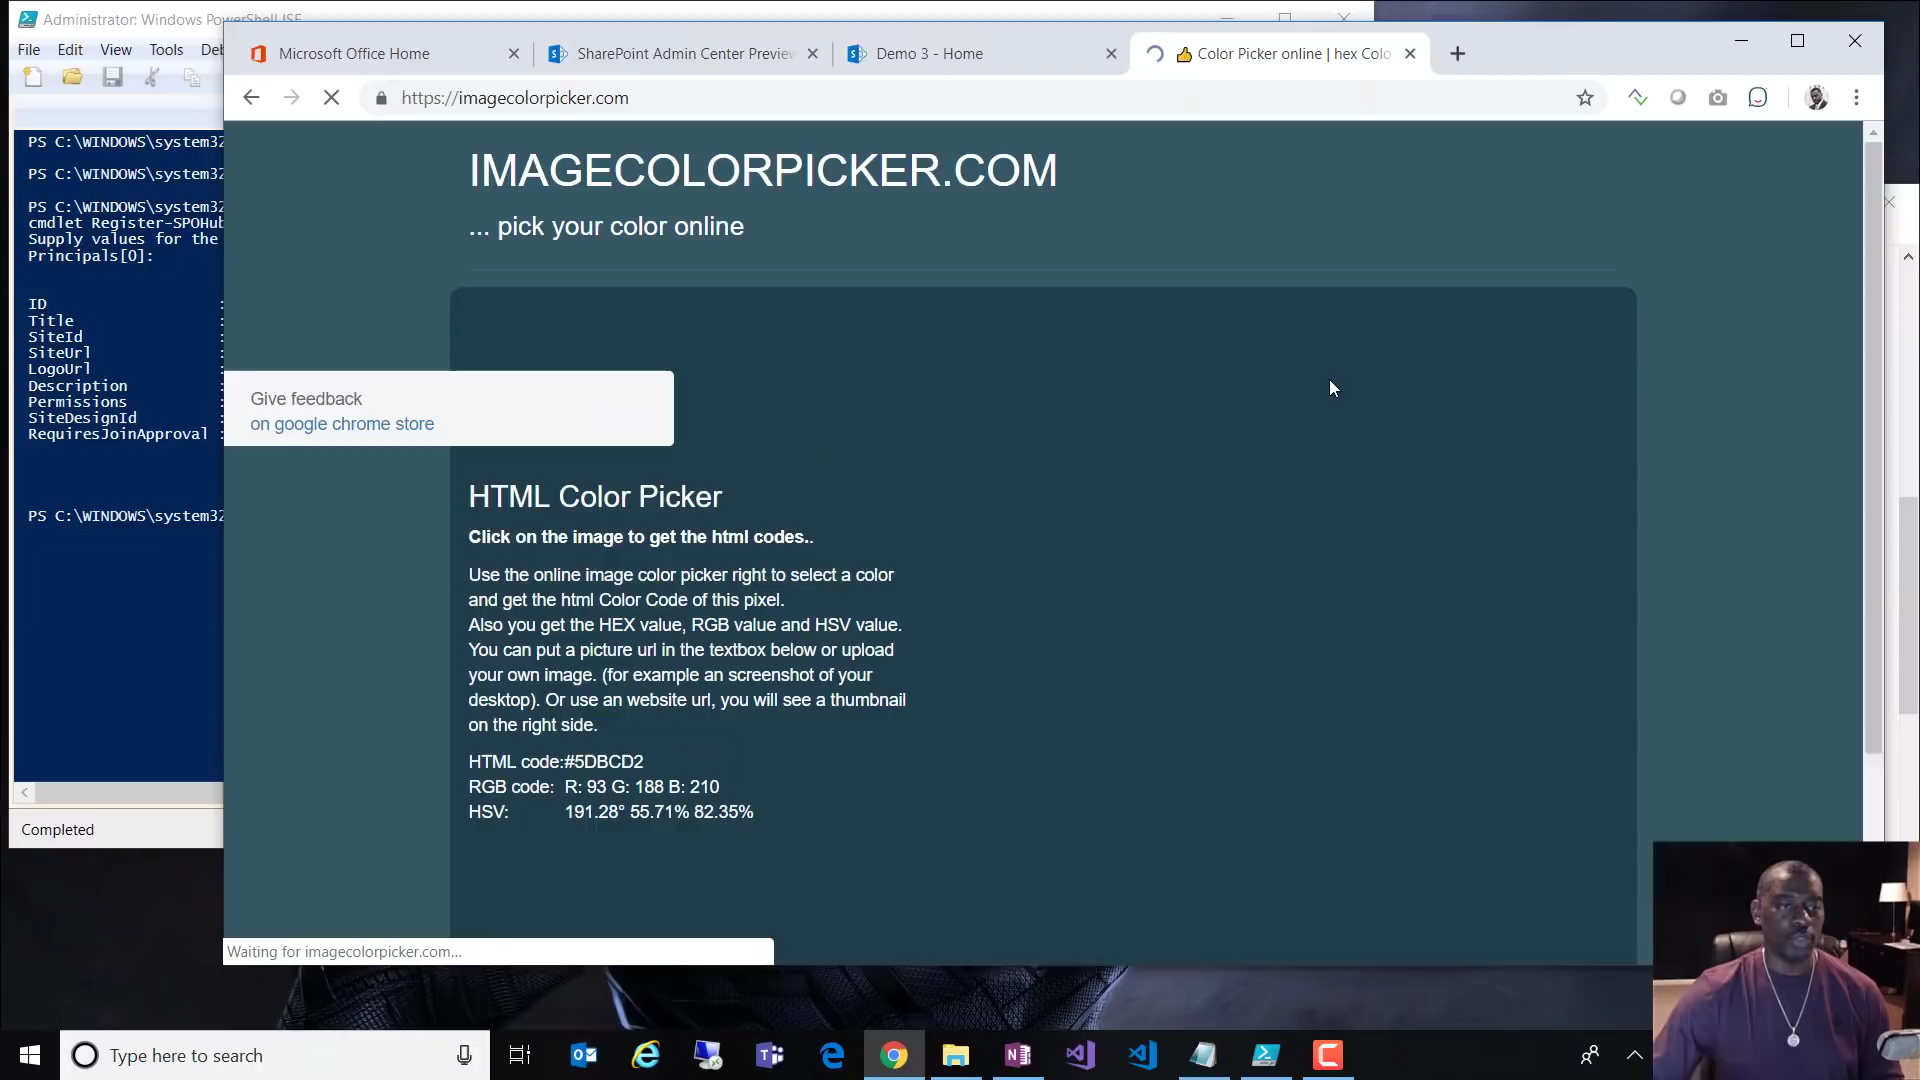 Administrator: Windows PowerShell ISE
File Edit View Tools Deb
Microsoft Office Home
SharePoint Admin Center Preview
Demo 3 - Home
👍 Color Picker online | hex Colo
https://imagecolorpicker.com
PS C:\WINDOWS\system32
PS C:\WINDOWS\system32
PS C:\WINDOWS\system32
cmdlet Register-SPOHub
Supply values for the
Principals[0]:
ID :
Title :
SiteId :
SiteUrl :
LogoUrl :
Description :
Permissions :
SiteDesignId :
RequiresJoinApproval :
PS C:\WINDOWS\system32
Completed
IMAGECOLORPICKER.COM
... pick your color online
Give feedback
on google chrome store
HTML Color Picker
Click on the image to get the html codes..
Use the online image color picker right to select a color
and get the html Color Code of this pixel.
Also you get the HEX value, RGB value and HSV value.
You can put a picture url in the textbox below or upload
your own image. (for example an screenshot of your
desktop). Or use an website url, you will see a thumbnail
on the right side.
HTML code:#5DBCD2
RGB code: R: 93 G: 188 B: 210
HSV: 191.28° 55.71% 82.35%
Waiting for imagecolorpicker.com...
Type here to search